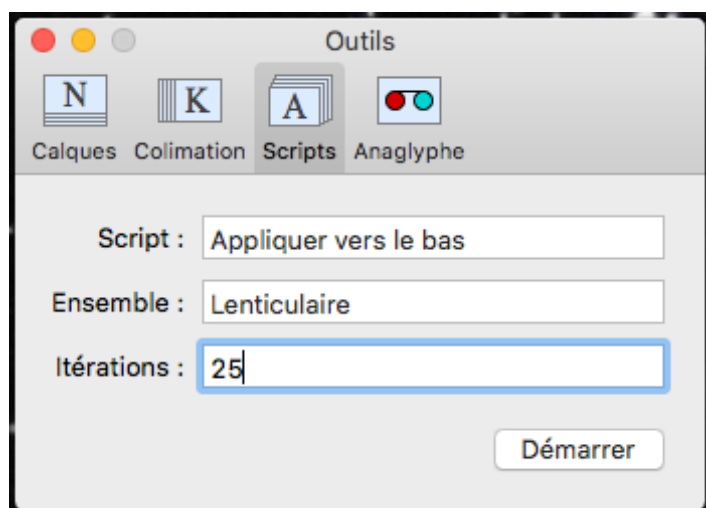 Outils
N K A
Calques Colimation Scripts Anaglyphe
Script : Appliquer vers le bas
Ensemble : Lenticulaire
Itérations : 25
Démarrer